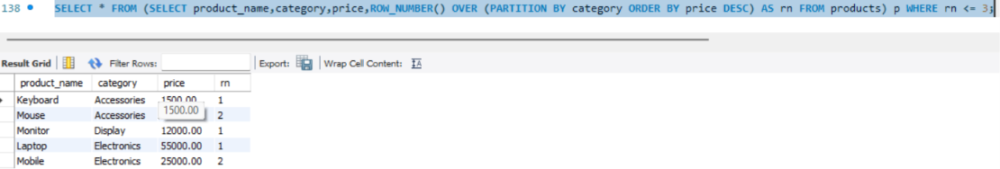 138 SELECT * FROM (SELECT product_name,category,price,ROW_NUMBER() OVER (PARTITION BY category ORDER BY price DESC) AS rn FROM products) p WHERE rn <= 3;
Result Grid Filter Rows: Export: Wrap Cell Content: IA
product_name category price rn
Keyboard Accessories 1500.00 1
Mouse Accessories 2
1500.00
Monitor Display 12000.00 1
Laptop Electronics 55000.00 1
Mobile Electronics 25000.00 2